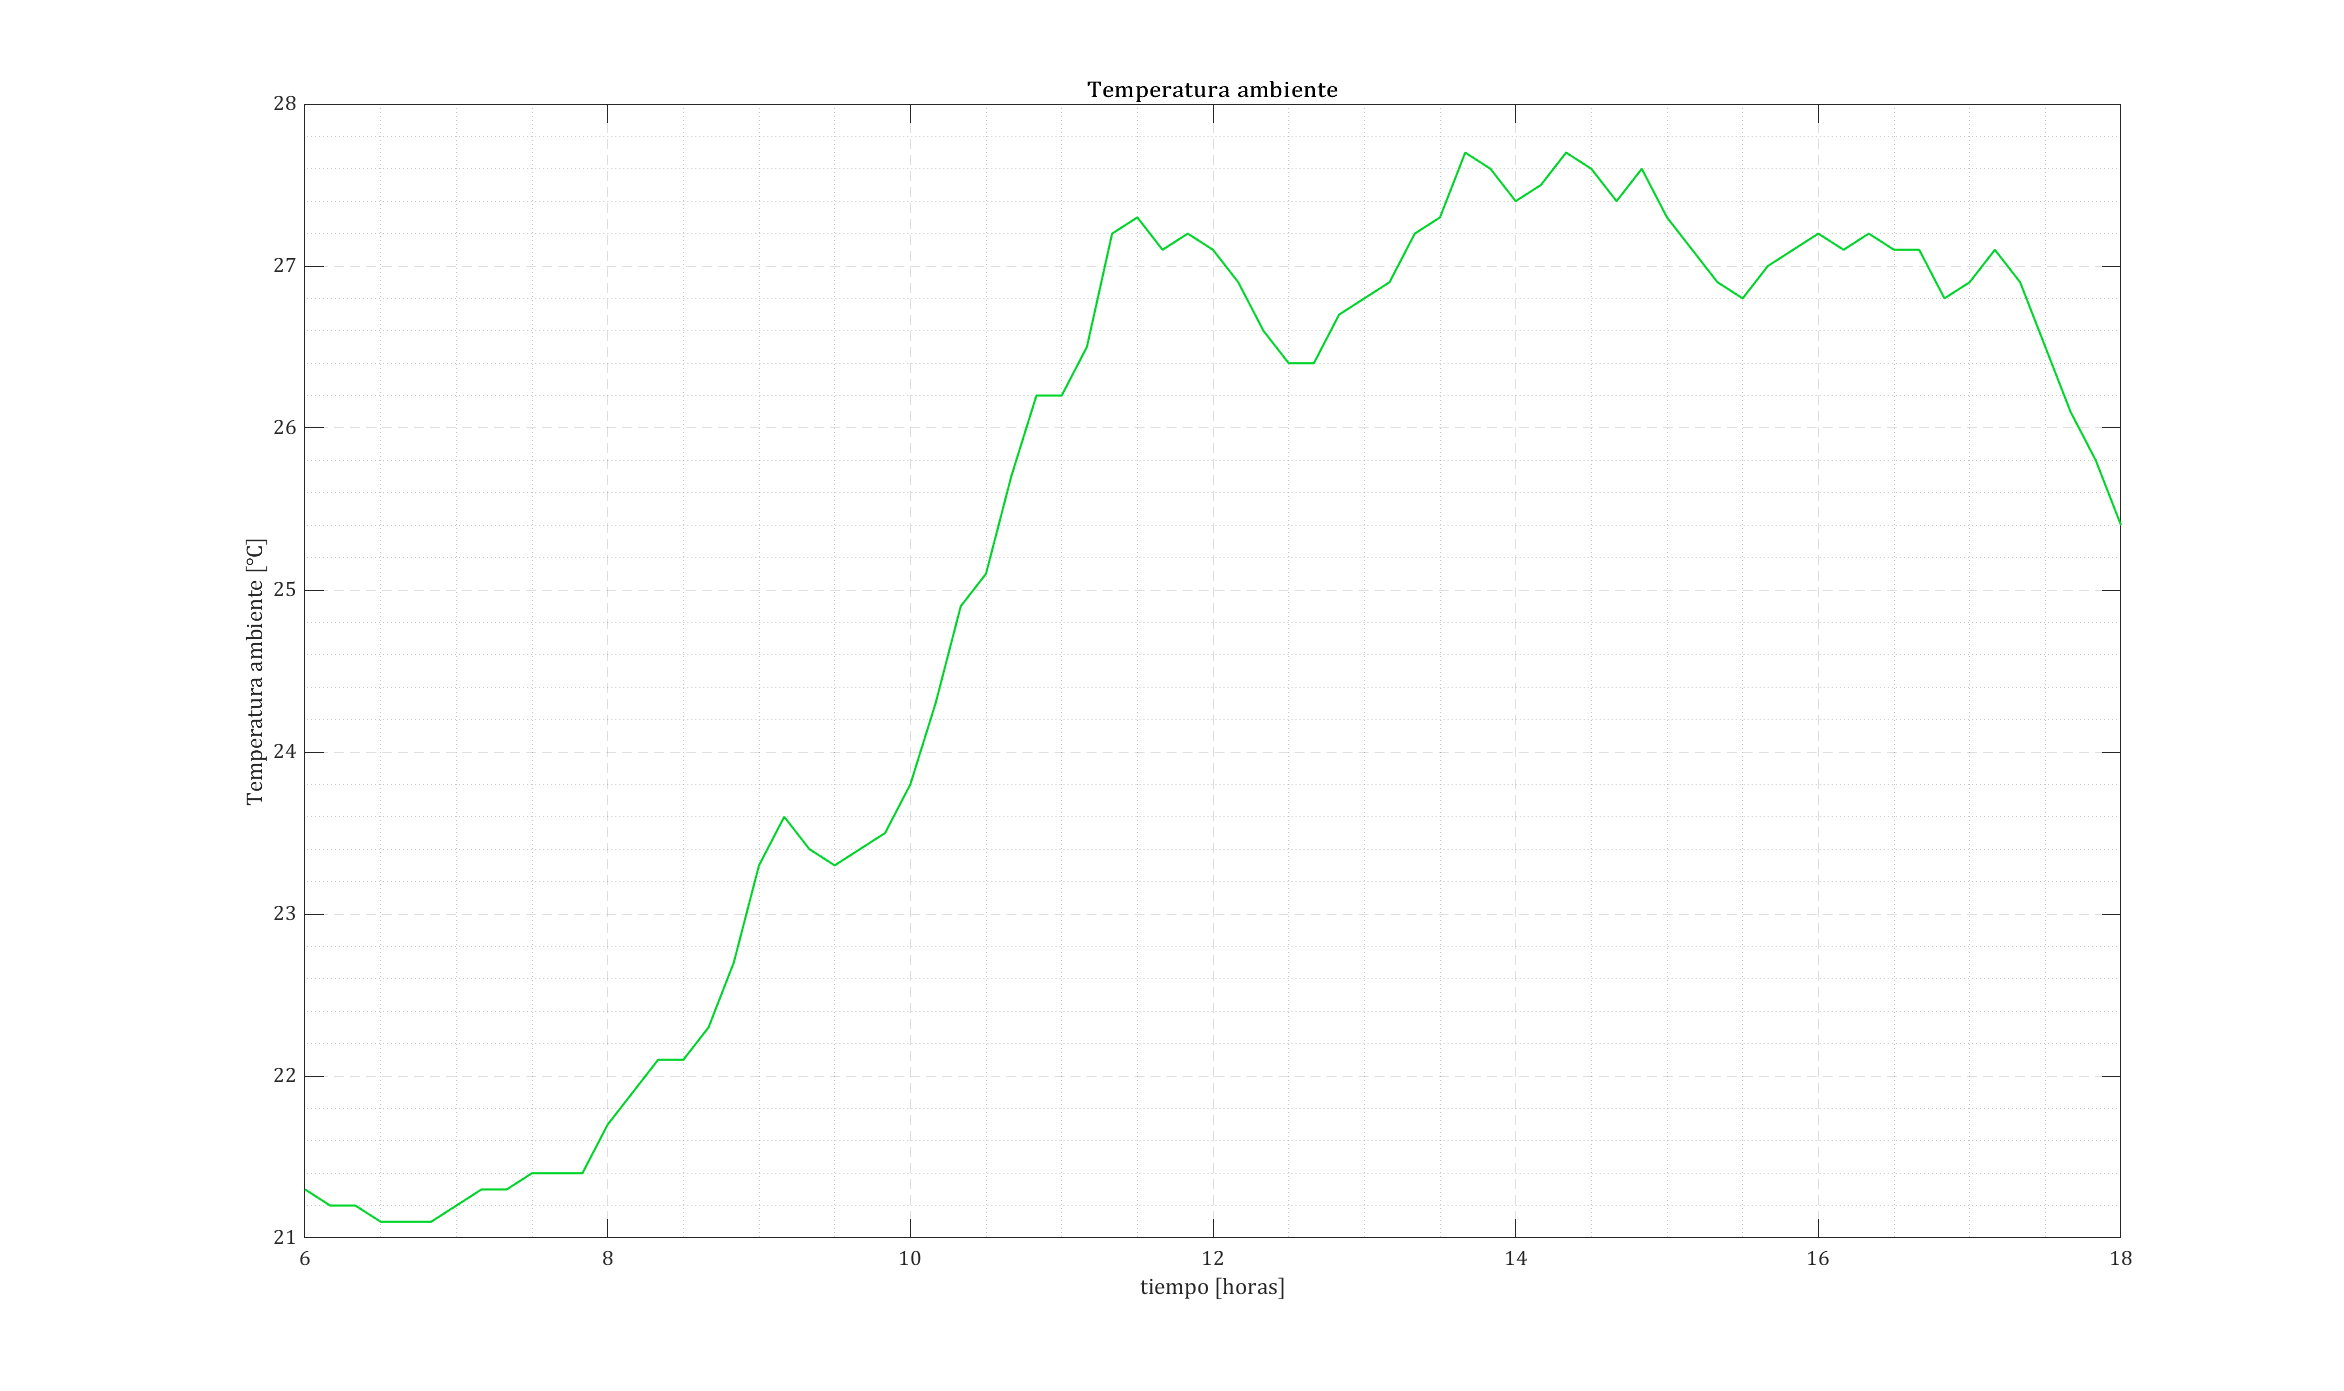 Temperatura ambiente
28
27
26
25
24
23
22
21
Temperatura ambiente [°C]
6 8 10 12 14 16 18
tiempo [horas]